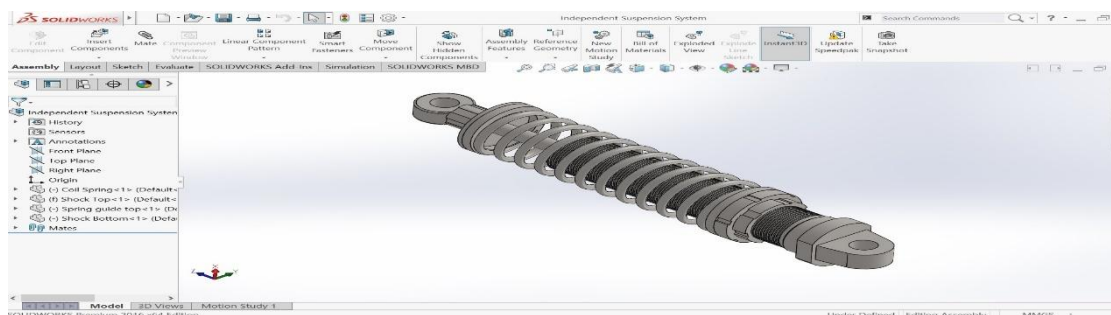 SOLIDWORKS
Independent Suspension System
Search Commands
Edit Component
Insert Components
Mate
Component Preview Window
Linear Component Pattern
Smart Fasteners
Move Component
Show Hidden Components
Assembly Features
Reference Geometry
New Motion Study
Bill of Materials
Exploded View
Explode Line Sketch
Instant3D
Update Speedpak
Take Snapshot
Assembly Layout Sketch Evaluate SOLIDWORKS Add-Ins Simulation SOLIDWORKS MBD
Independent Suspension System
History
Sensors
Annotations
Front Plane
Top Plane
Right Plane
Origin
(-) Coil Spring<1> (Default<
(f) Shock Top<1> (Default<
(-) Spring guide top<1> (De
(-) Shock Bottom<1> (Defau
Mates
Model 3D Views Motion Study 1
SOLIDWORKS Premium 2016 x64 Edition
Under Defined Editing Assembly MMGS